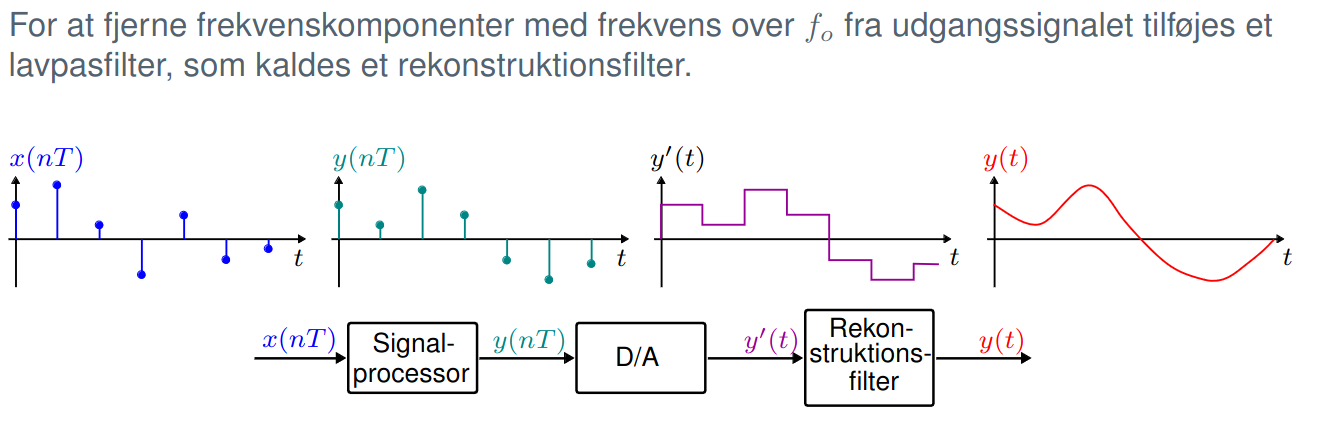 For at fjerne frekvenskomponenter med frekvens over fₒ fra udgangssignalet tilføjes et
lavpasfilter, som kaldes et rekonstruktionsfilter.
x(nT)
y(nT)
y′(t)
y(t)
t
t
t
t
x(nT)
Signal-
processor
y(nT)
D/A
y′(t)
Rekon-
struktions-
filter
y(t)